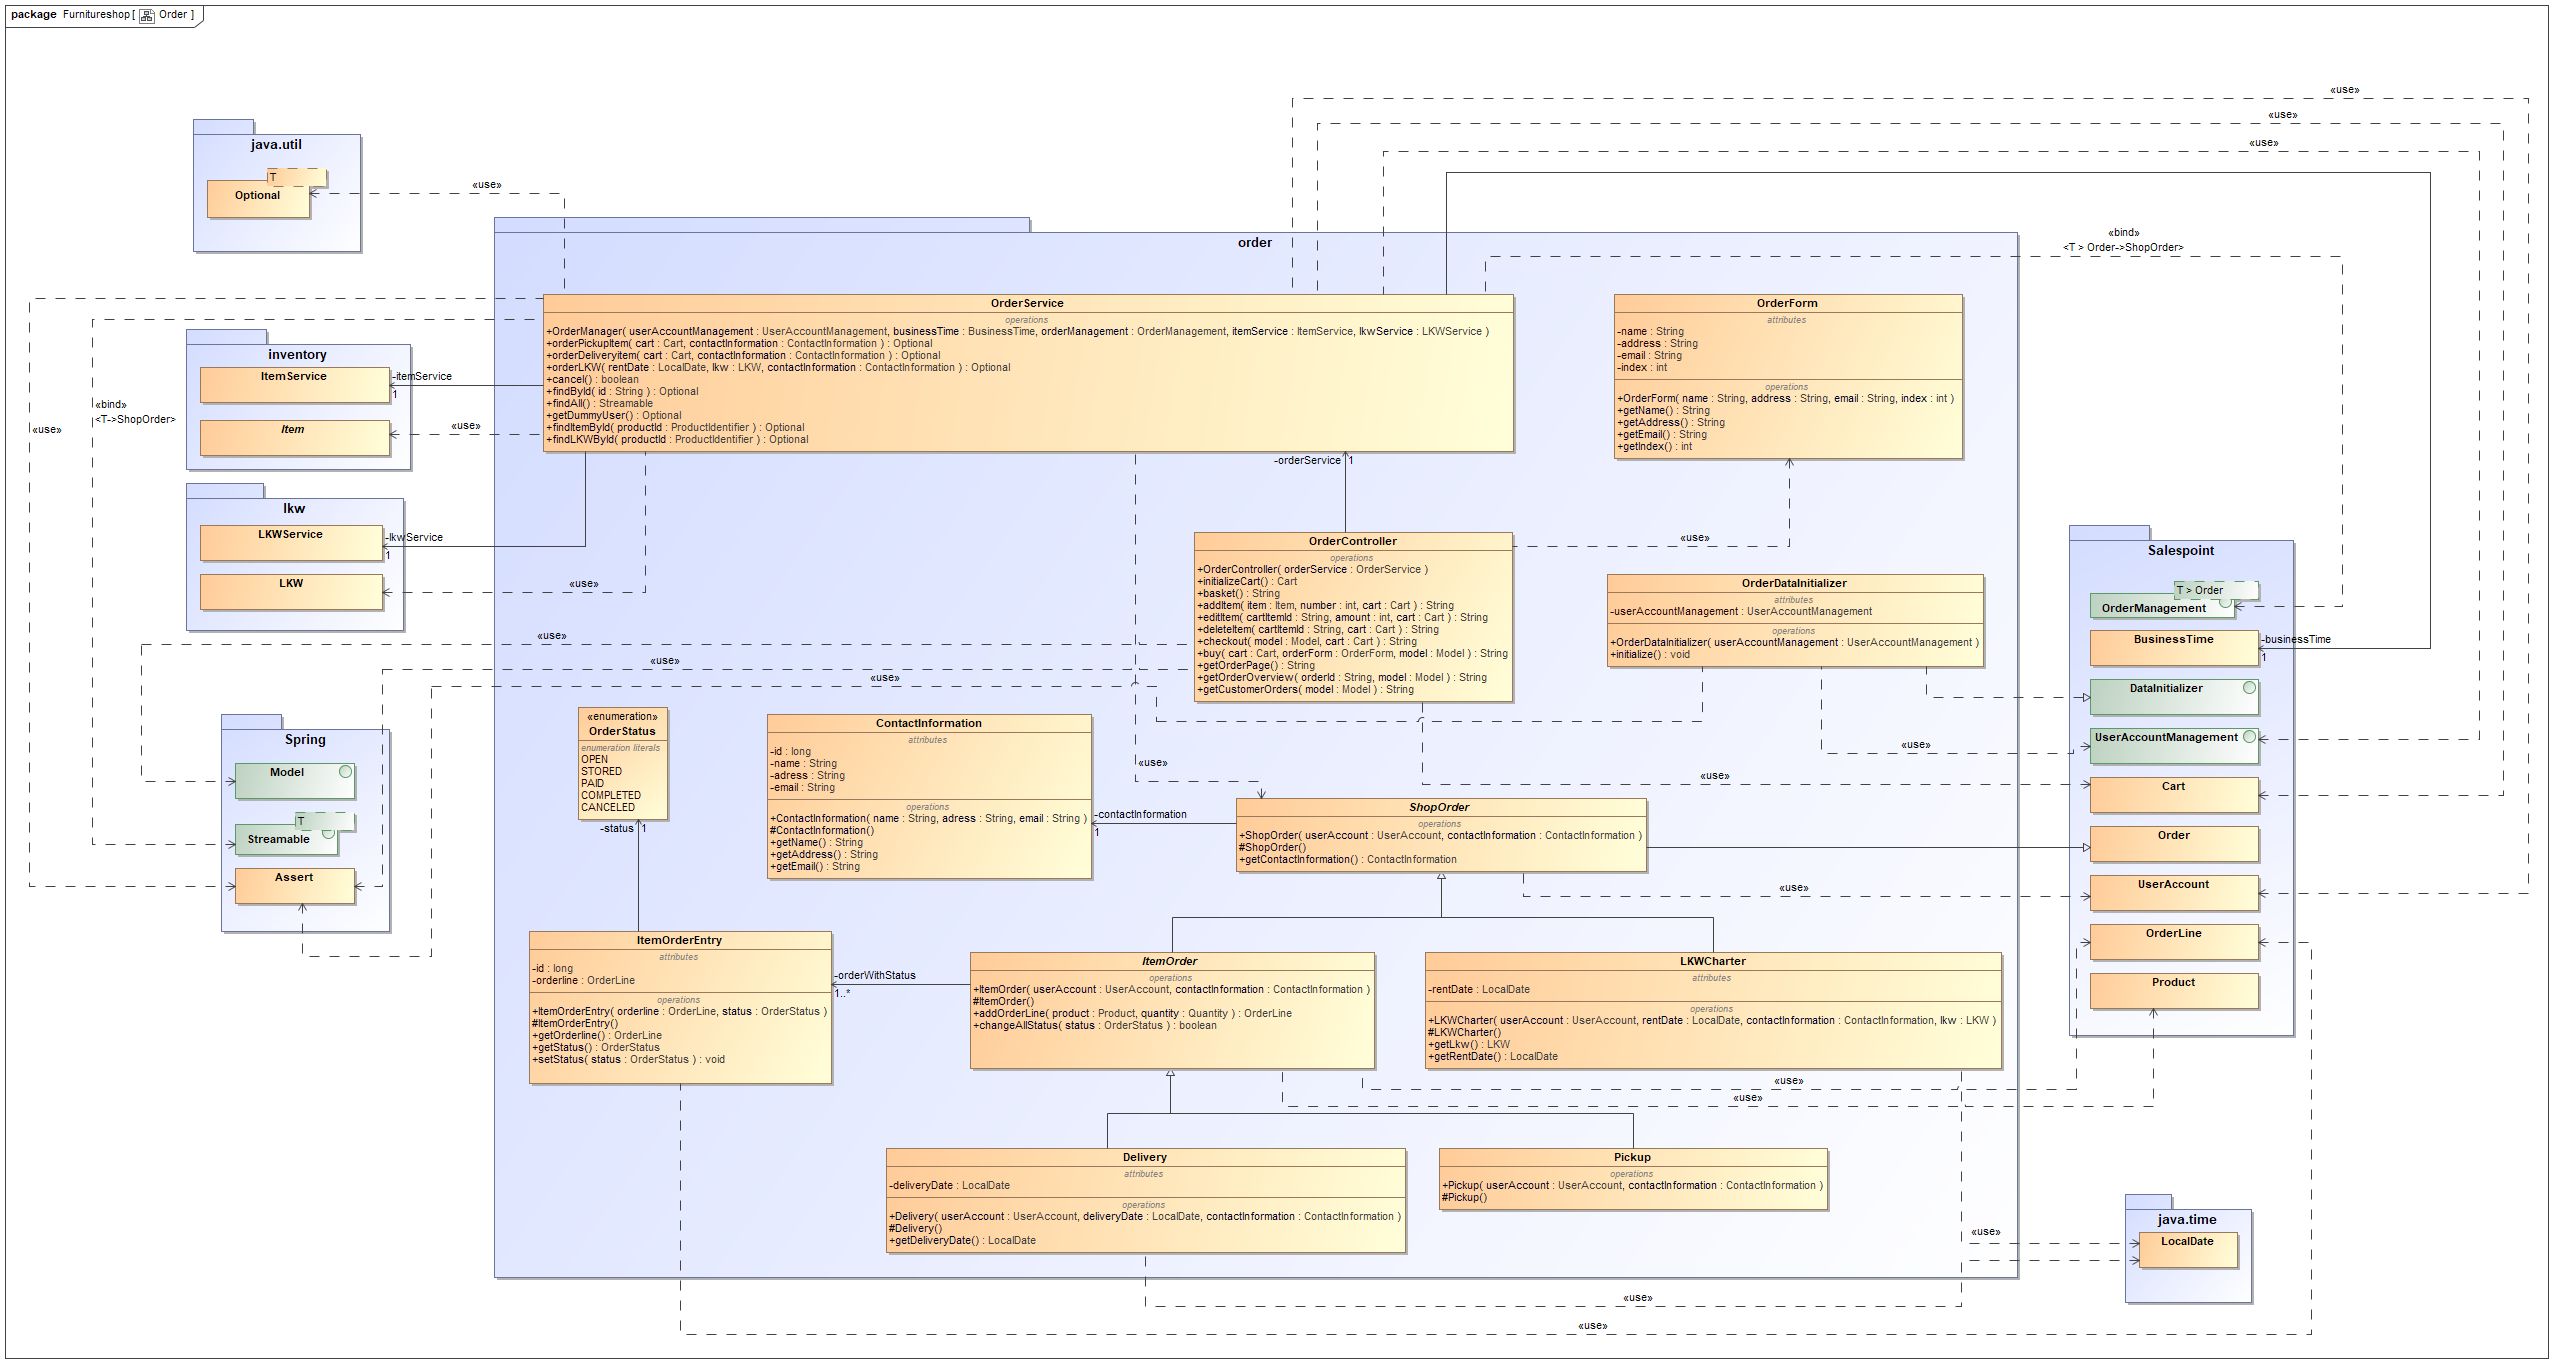 package Furnitureshop [ Order ]
«use»
«use»
«use»
java.util
T
Optional
«use»
«bind»
<T > Order->ShopOrder>
order
OrderService
operations
+OrderManager( userAccountManagement : UserAccountManagement, businessTime : BusinessTime, orderManagement : OrderManagement, itemService : ItemService, lkwService : LKWService )
+orderPickupItem( cart : Cart, contactInformation : ContactInformation ) : Optional
+orderDeliveryitem( cart : Cart, contactInformation : ContactInformation ) : Optional
+orderLKW( rentDate : LocalDate, lkw : LKW, contactInformation : ContactInformation ) : Optional
+cancel() : boolean
+findById( id : String ) : Optional
+findAll() : Streamable
+getDummyUser() : Optional
+findItemById( productId : ProductIdentifier ) : Optional
+findLKWById( productId : ProductIdentifier ) : Optional
OrderForm
attributes
-name : String
-address : String
-email : String
-index : int
operations
+OrderForm( name : String, address : String, email : String, index : int )
+getName() : String
+getAddress() : String
+getEmail() : String
+getIndex() : int
inventory
ItemService
-itemService
1
Item
«use»
«bind»
<T->ShopOrder>
«use»
lkw
LKWService
-lkwService
1
LKW
«use»
-orderService 1
OrderController
operations
+OrderController( orderService : OrderService )
+initializeCart() : Cart
+basket() : String
+addItem( item : Item, number : int, cart : Cart ) : String
+editItem( cartItemId : String, amount : int, cart : Cart ) : String
+deleteItem( cartItemId : String, cart : Cart ) : String
+checkout( model : Model, cart : Cart ) : String
+buy( cart : Cart, orderForm : OrderForm, model : Model ) : String
+getOrderPage() : String
+getOrderOverview( orderId : String, model : Model ) : String
+getCustomerOrders( model : Model ) : String
«use»
OrderDataInitializer
attributes
-userAccountManagement : UserAccountManagement
operations
+OrderDataInitializer( userAccountManagement : UserAccountManagement )
+initialize() : void
Salespoint
T > Order
OrderManagement
BusinessTime
-businessTime
1
DataInitializer
UserAccountManagement
Cart
Order
UserAccount
OrderLine
Product
«use»
«use»
«use»
«use»
«use»
«use»
Spring
Model
T
Streamable
Assert
«enumeration»
OrderStatus
enumeration literals
OPEN
STORED
PAID
COMPLETED
CANCELED
-status 1
ContactInformation
attributes
-id : long
-name : String
-adress : String
-email : String
operations
+ContactInformation( name : String, adress : String, email : String )
#ContactInformation()
+getName() : String
+getAddress() : String
+getEmail() : String
-contactInformation
1
ShopOrder
operations
+ShopOrder( userAccount : UserAccount, contactInformation : ContactInformation )
#ShopOrder()
+getContactInformation() : ContactInformation
«use»
ItemOrderEntry
attributes
-id : long
-orderline : OrderLine
operations
+ItemOrderEntry( orderline : OrderLine, status : OrderStatus )
#ItemOrderEntry()
+getOrderline() : OrderLine
+getStatus() : OrderStatus
+setStatus( status : OrderStatus ) : void
-orderWithStatus
1..*
ItemOrder
operations
+ItemOrder( userAccount : UserAccount, contactInformation : ContactInformation )
#ItemOrder()
+addOrderLine( product : Product, quantity : Quantity ) : OrderLine
+changeAllStatus( status : OrderStatus ) : boolean
LKWCharter
attributes
-rentDate : LocalDate
operations
+LKWCharter( userAccount : UserAccount, rentDate : LocalDate, contactInformation : ContactInformation, lkw : LKW )
#LKWCharter()
+getLkw() : LKW
+getRentDate() : LocalDate
«use»
«use»
Delivery
attributes
-deliveryDate : LocalDate
operations
+Delivery( userAccount : UserAccount, deliveryDate : LocalDate, contactInformation : ContactInformation )
#Delivery()
+getDeliveryDate() : LocalDate
Pickup
operations
+Pickup( userAccount : UserAccount, contactInformation : ContactInformation )
#Pickup()
java.time
LocalDate
«use»
«use»
«use»